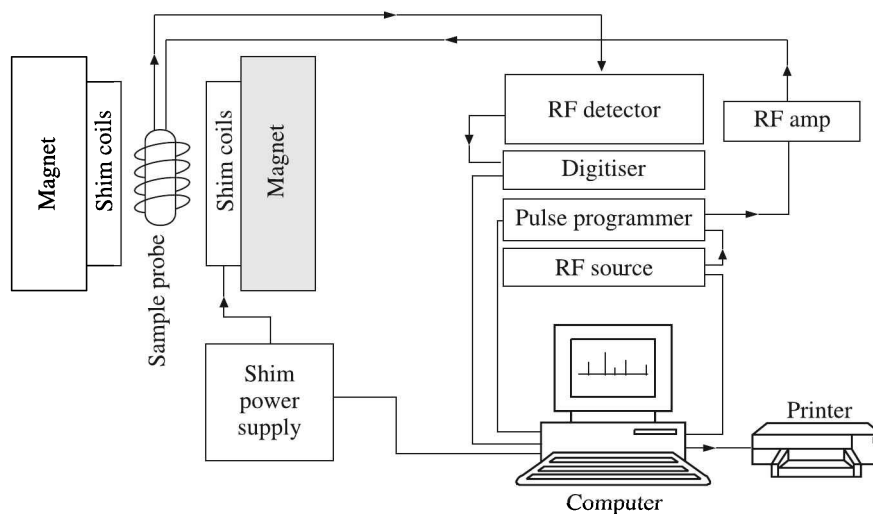 Magnet
Shim coils
Sample probe
Shim coils
Magnet
RF detector
RF amp
Digitiser
Pulse programmer
RF source
Shim
power
supply
Printer
Computer